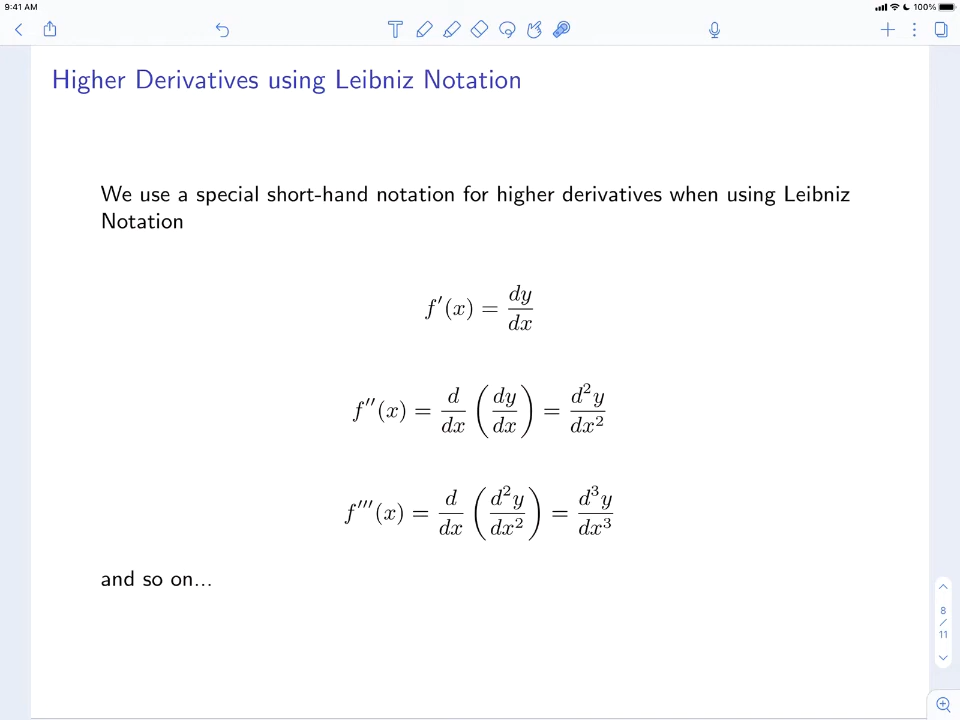 9:41 AM
100%
Higher Derivatives using Leibniz Notation
We use a special short-hand notation for higher derivatives when using Leibniz
Notation
f′(x) = dy/dx
f′′(x) = d/dx (dy/dx) = d²y/dx²
f′′′(x) = d/dx (d²y/dx²) = d³y/dx³
and so on...
8
/
11